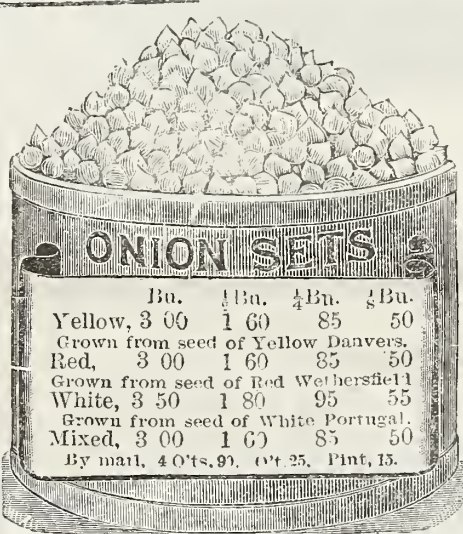 ONION SETS
Bu. ½Bu. ¼Bu. ⅛Bu.
Yellow, 3 00 1 60 85 50
Grown from seed of Yellow Danvers.
Red, 3 00 1 60 85 50
Grown from seed of Red Wethersfield
White, 3 50 1 80 95 55
Grown from seed of White Portugal.
Mixed, 3 00 1 60 85 50
By mail, 4 Q'ts, 90. Q't. 25. Pint, 15.